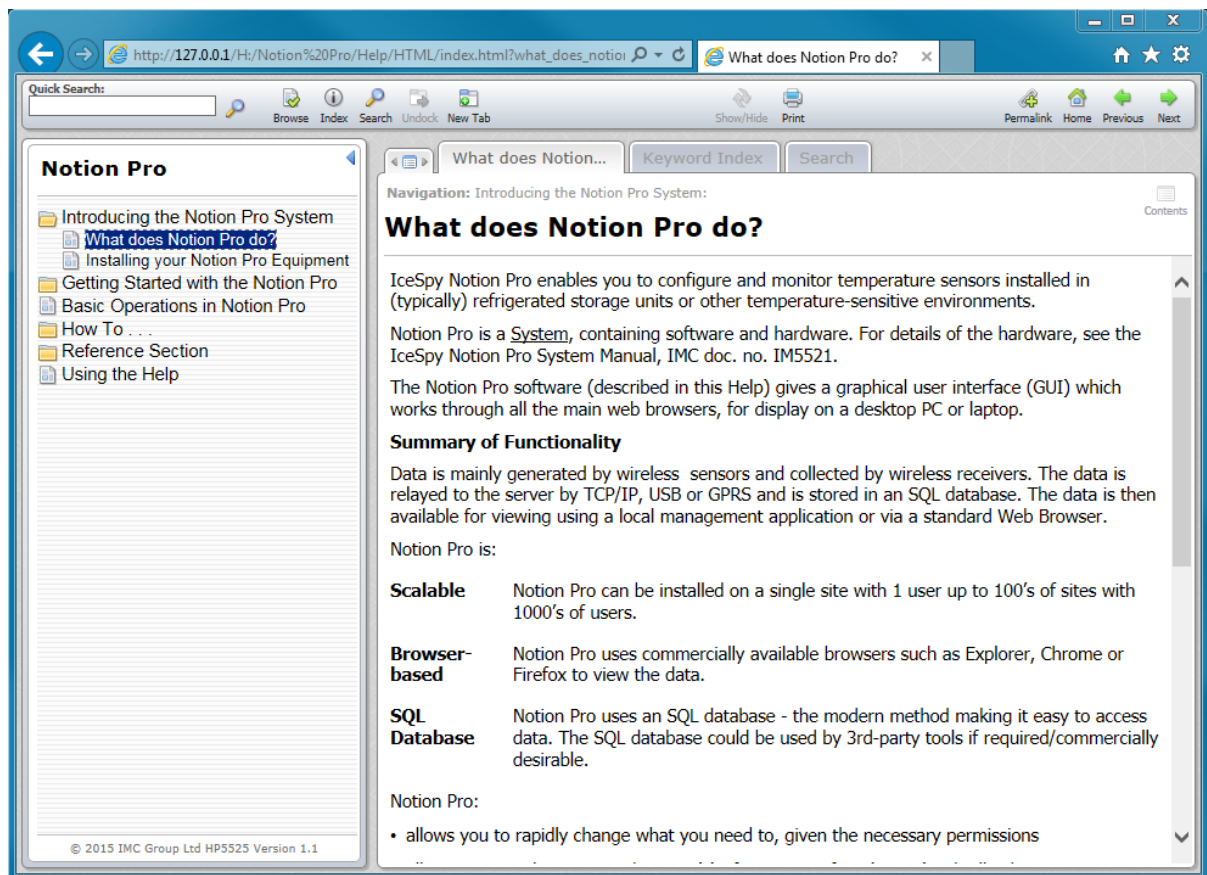 http://127.0.0.1/H:/Notion%20Pro/Help/HTML/index.html?what_does_notion
What does Notion Pro do?
Quick Search:
Browse Index Search Undock New Tab Show/Hide Print Permalink Home Previous Next
Notion Pro
Introducing the Notion Pro System
What does Notion Pro do?
Installing your Notion Pro Equipment
Getting Started with the Notion Pro
Basic Operations in Notion Pro
How To . . .
Reference Section
Using the Help
© 2015 IMC Group Ltd HP5525 Version 1.1
What does Notion... Keyword Index Search
Navigation: Introducing the Notion Pro System:
Contents
What does Notion Pro do?
IceSpy Notion Pro enables you to configure and monitor temperature sensors installed in
(typically) refrigerated storage units or other temperature-sensitive environments.
Notion Pro is a System, containing software and hardware. For details of the hardware, see the
IceSpy Notion Pro System Manual, IMC doc. no. IM5521.
The Notion Pro software (described in this Help) gives a graphical user interface (GUI) which
works through all the main web browsers, for display on a desktop PC or laptop.
Summary of Functionality
Data is mainly generated by wireless sensors and collected by wireless receivers. The data is
relayed to the server by TCP/IP, USB or GPRS and is stored in an SQL database. The data is then
available for viewing using a local management application or via a standard Web Browser.
Notion Pro is:
Scalable Notion Pro can be installed on a single site with 1 user up to 100's of sites with
1000's of users.
Browser- Notion Pro uses commercially available browsers such as Explorer, Chrome or
based Firefox to view the data.
SQL Notion Pro uses an SQL database - the modern method making it easy to access
Database data. The SQL database could be used by 3rd-party tools if required/commercially
desirable.
Notion Pro:
• allows you to rapidly change what you need to, given the necessary permissions